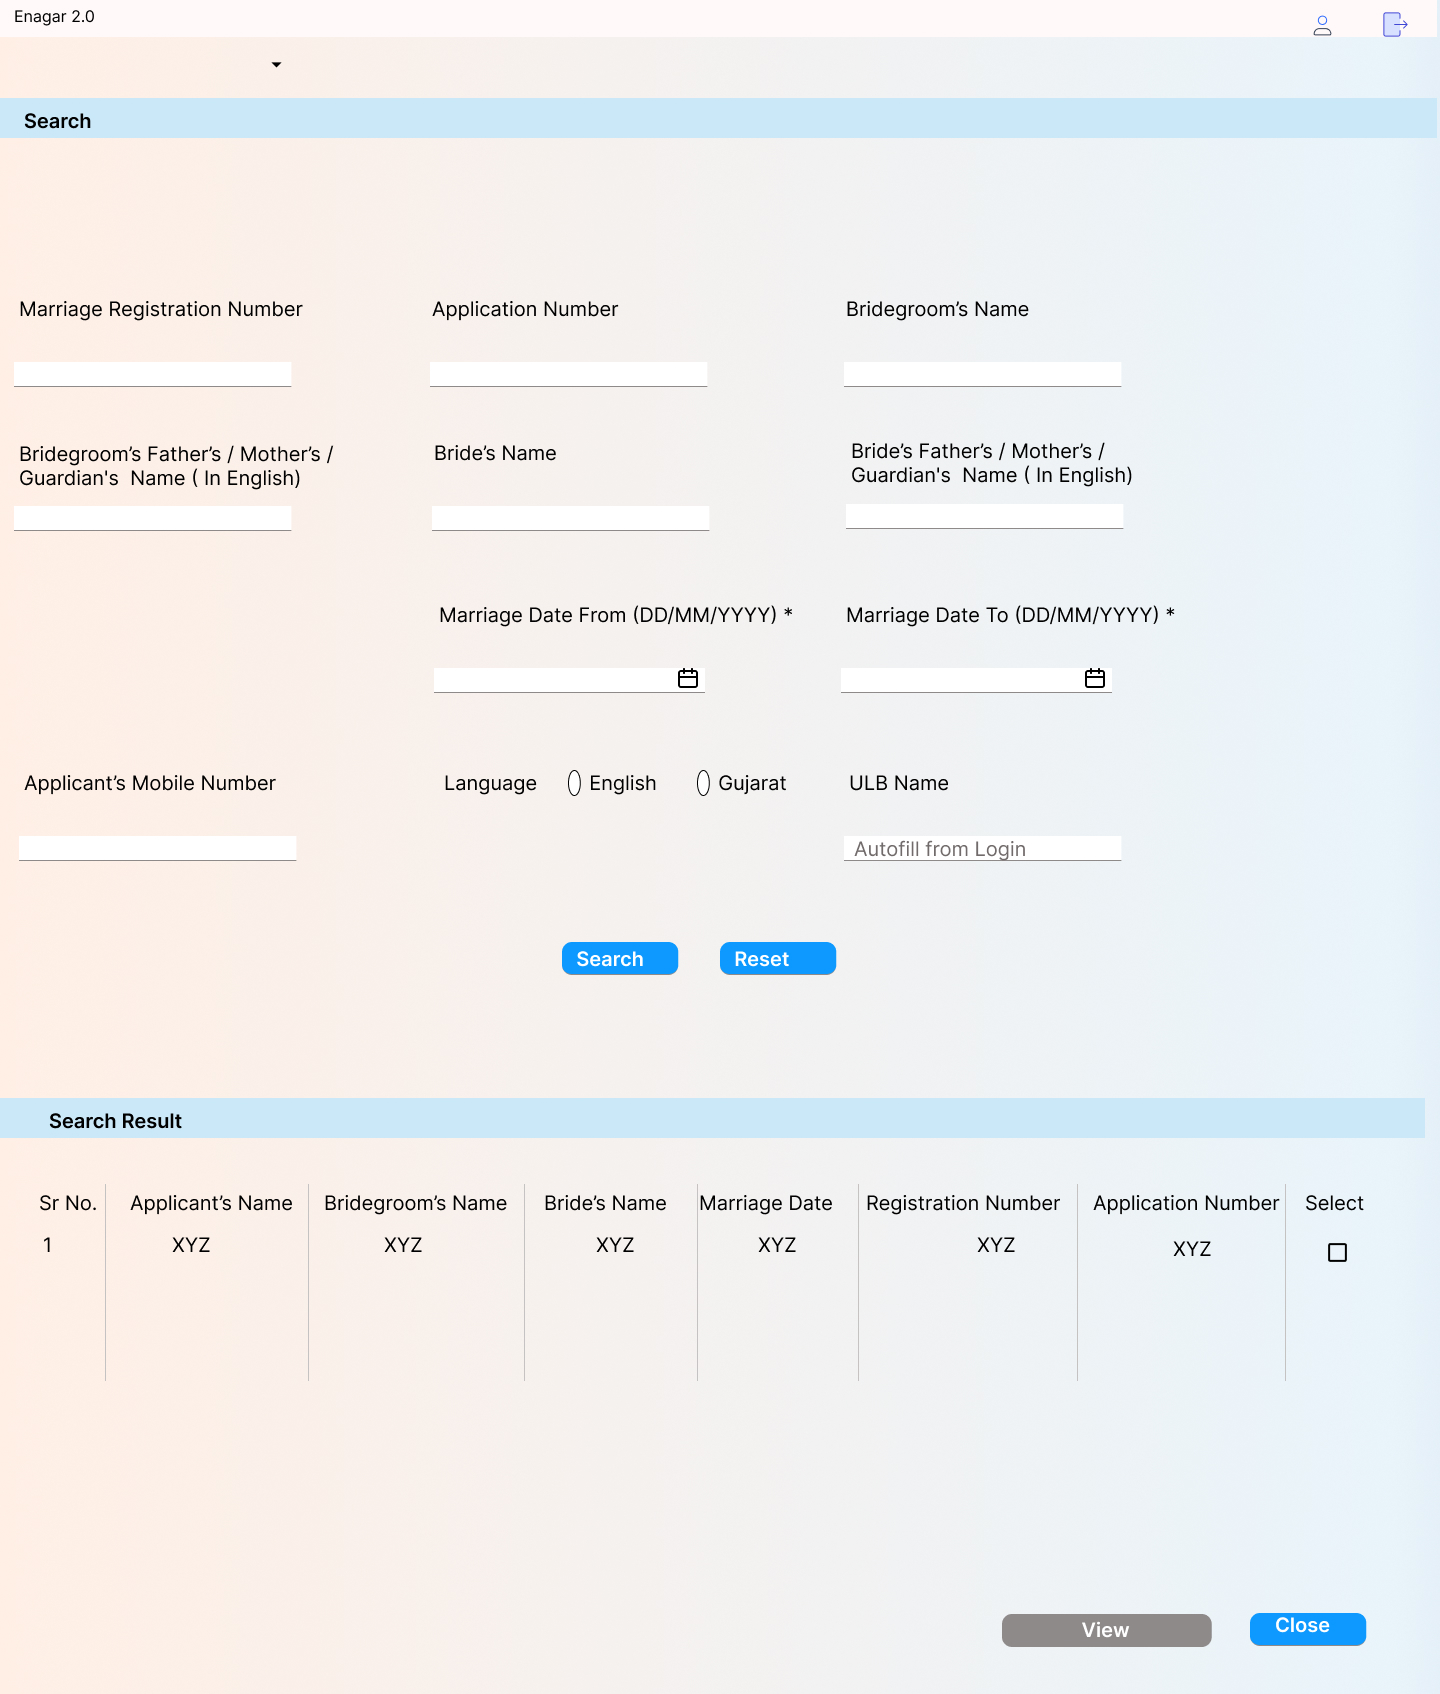 Enagar 2.0
Search
Marriage Registration Number
Application Number
Bridegroom’s Name
Bridegroom’s Father’s / Mother’s /
Guardian's  Name ( In English)
Bride’s Name
Bride’s Father’s / Mother’s /
Guardian's  Name ( In English)
Marriage Date From (DD/MM/YYYY) *
Marriage Date To (DD/MM/YYYY) *
Applicant’s Mobile Number
Language
English
Gujarat
ULB Name
Autofill from Login
Search
Reset
Search Result
Sr No.
Applicant’s Name
Bridegroom’s Name
Bride’s Name
Marriage Date
Registration Number
Application Number
Select
1
XYZ
XYZ
XYZ
XYZ
XYZ
XYZ
View
Close